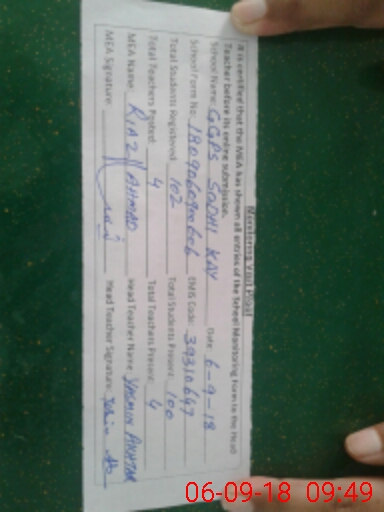 Monitoring Visit Proof
It is certified that the MEA has shown all entries of the School Monitoring Form to the Head
Teacher before its online submission.
School Name: GGPS SODHI KAY Date: 6-9-18
School Form No: EMIS Code: 39310647
Total Students Registered: 102 Total Students Present: 100
Total Teachers Posted: 4 Total Teachers Present: 4
MEA Name: RIAZ AHMAD Head Teacher Name: YASMIN AKHTAR
MEA Signature: Head Teacher Signature:
06-09-18 09:49